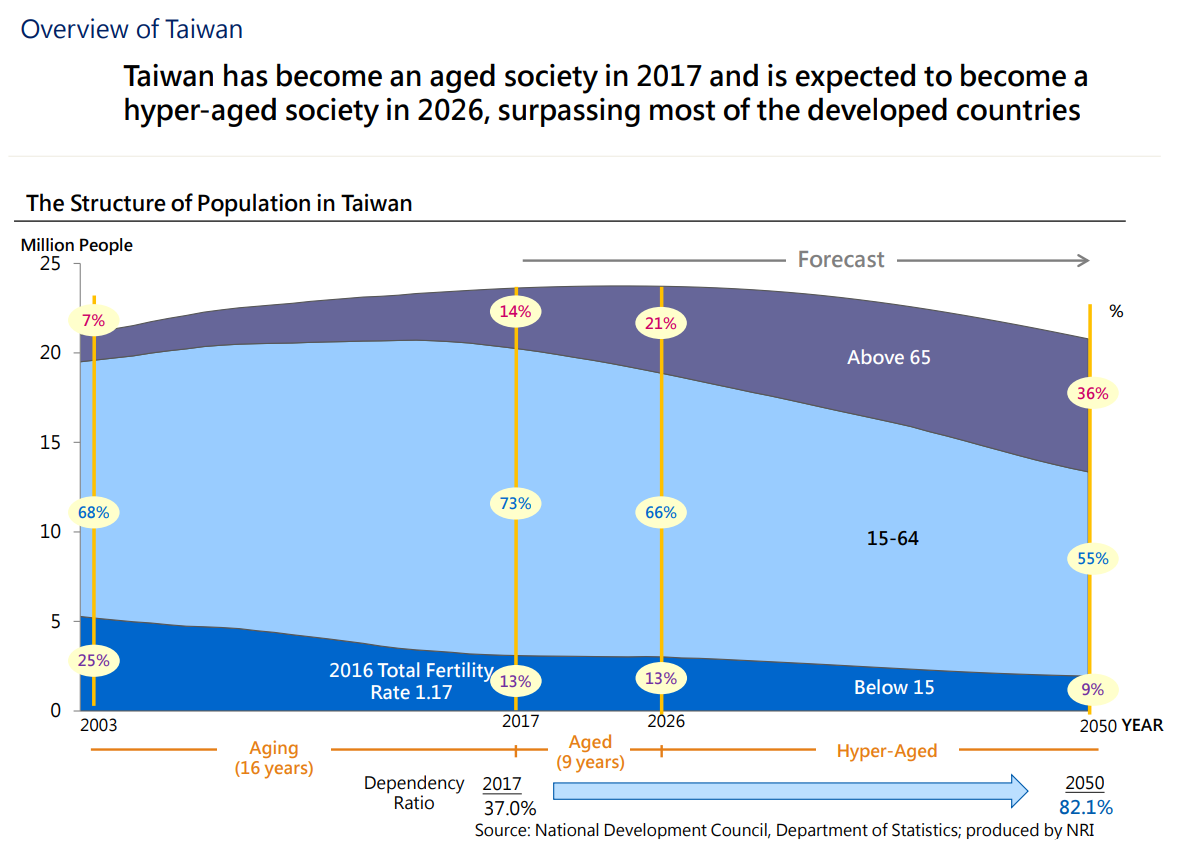 Overview of Taiwan
Taiwan has become an aged society in 2017 and is expected to become a
hyper-aged society in 2026, surpassing most of the developed countries
The Structure of Population in Taiwan
Million People
25
20
15
10
5
0
Forecast
%
7%
14%
21%
36%
Above 65
68%
73%
66%
55%
15-64
25%
13%
13%
9%
2016 Total Fertility
Rate 1.17
Below 15
2003
2017
2026
2050 YEAR
Aging
(16 years)
Aged
(9 years)
Hyper-Aged
Dependency
Ratio
2017
37.0%
2050
82.1%
Source: National Development Council, Department of Statistics; produced by NRI